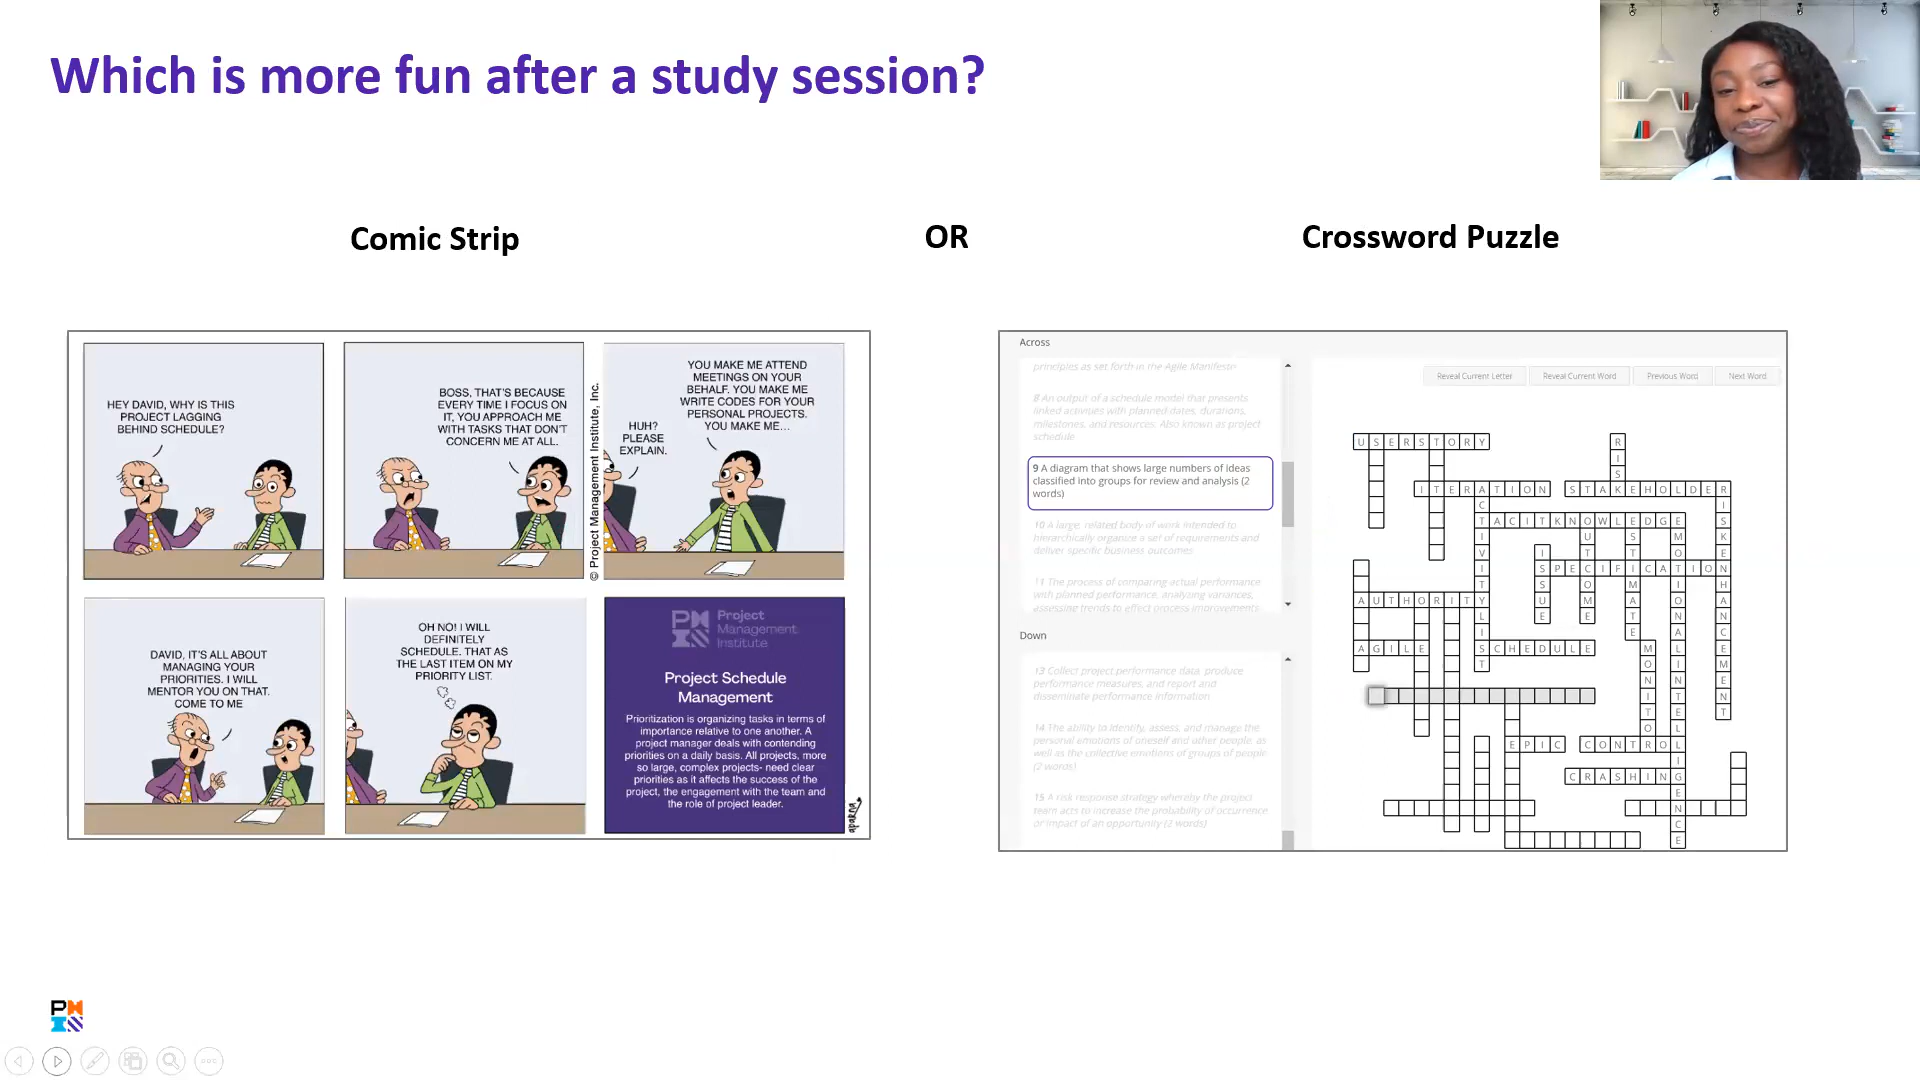 Which is more fun after a study session?
Comic Strip
OR
Crossword Puzzle
HEY DAVID, WHY IS THIS
PROJECT LAGGING
BEHIND SCHEDULE?
BOSS, THAT'S BECAUSE
EVERY TIME I FOCUS ON
IT, YOU APPROACH ME
WITH TASKS THAT DON'T
CONCERN ME AT ALL.
© Project Management Institute, Inc.
HUH?
PLEASE
EXPLAIN.
YOU MAKE ME ATTEND
MEETINGS ON YOUR
BEHALF. YOU MAKE ME
WRITE CODES FOR YOUR
PERSONAL PROJECTS.
YOU MAKE ME...
DAVID, IT'S ALL ABOUT
MANAGING YOUR
PRIORITIES. I WILL
MENTOR YOU ON THAT.
COME TO ME
OH NO! I WILL
DEFINITELY
SCHEDULE. THAT AS
THE LAST ITEM ON MY
PRIORITY LIST.
Project
Management
Institute
Project Schedule
Management
Prioritization is organizing tasks in terms of
importance relative to one another. A
project manager deals with contending
priorities on a daily basis. All projects, more
so large, complex projects- need clear
priorities as it affects the success of the
project, the engagement with the team and
the role of project leader.
aparna
Across
principles as set forth in the Agile Manifesto
8 An output of a schedule model that presents
linked activities with planned dates, durations,
milestones, and resources. Also known as project
schedule
9 A diagram that shows large numbers of ideas
classified into groups for review and analysis (2
words)
10 A large, related body of work intended to
hierarchically organize a set of requirements and
deliver specific business outcomes
11 The process of comparing actual performance
with planned performance, analyzing variances,
assessing trends to effect process improvements
Down
13 Collect project performance data, produce
performance measures, and report and
disseminate performance information
14 The ability to identify, assess, and manage the
personal emotions of oneself and other people, as
well as the collective emotions of groups of people
(2 words)
15 A risk response strategy whereby the project
team acts to increase the probability of occurrence
or impact of an opportunity (2 words)
Reveal Current Letter
Reveal Current Word
Previous Word
Next Word
USERSTORY
RISK
ITERATION
STAKEHOLDER
ACTIVITYLIST
RISKENHANCEMENT
TACITKNOWLEDGE
OUTCOME
ESTIMATE
EMOTIONALINTELLIGENCE
ISSUE
SPECIFICATION
AUTHORITY
AGILE
SCHEDULE
MONITOR
EPIC
CONTROL
CRASHING